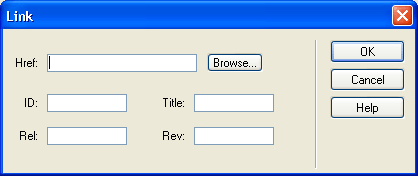 Link
Href: Browse... OK
Cancel
ID: Title: Help
Rel: Rev: